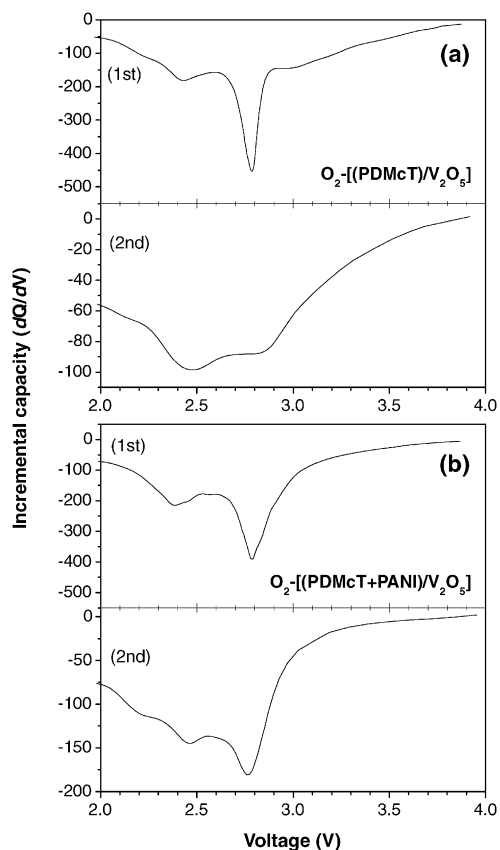 0
-100
(1st)
(a)
-200
-300
-400
O₂-[(PDMcT)/V₂O₅]
-500
0
(2nd)
-20
-40
-60
-80
-100
2.0 2.5 3.0 3.5 4.0
Incremental capacity (dQ/dV)
0
(1st)
(b)
-100
-200
-300
-400
O₂-[(PDMcT+PANI)/V₂O₅]
-500
0
-50
(2nd)
-100
-150
-200
2.0 2.5 3.0 3.5 4.0
Voltage (V)